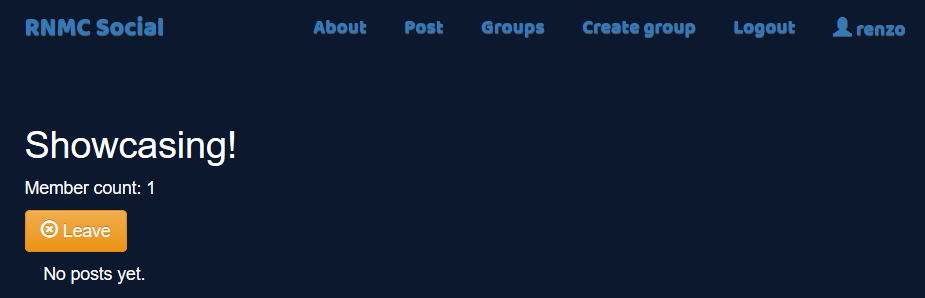 RNMC Social About Post Groups Create group Logout renzo
Showcasing!
Member count: 1
Leave
No posts yet.